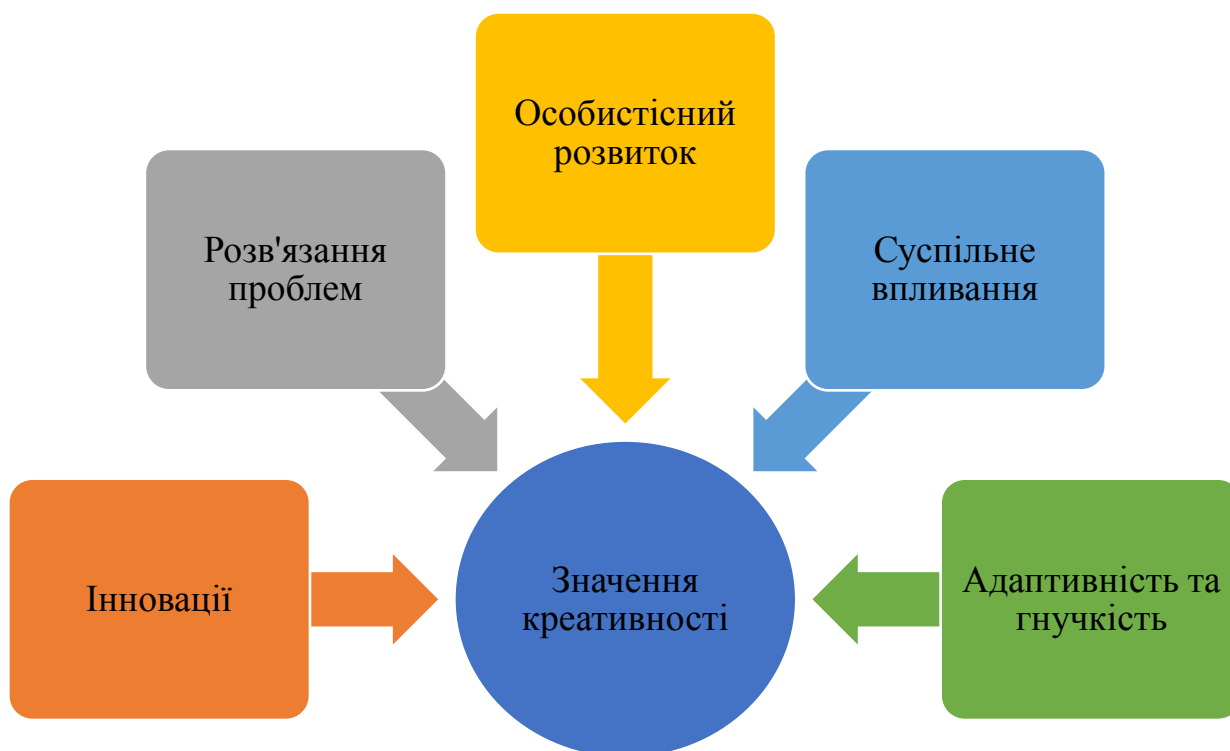 Особистісний
розвиток
Розв'язання
проблем
Суспільне
впливання
Інновації
Значення
креативності
Адаптивність та
гнучкість